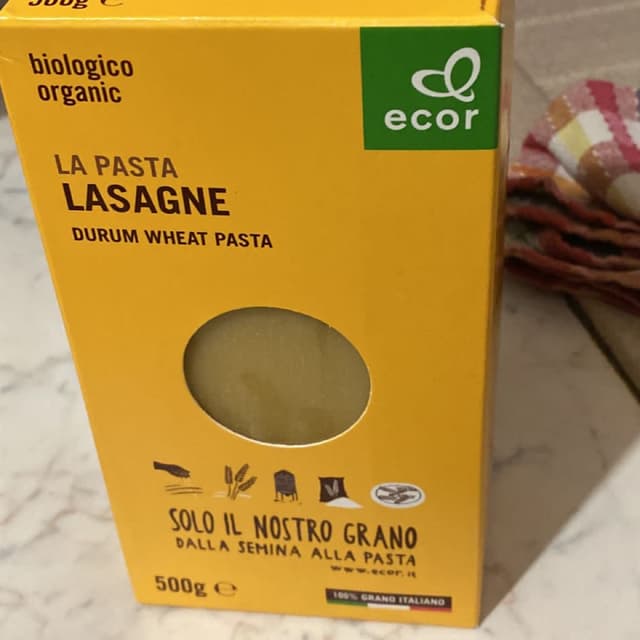 500g ℮
biologico
organic
ecor
LA PASTA
LASAGNE
DURUM WHEAT PASTA
SOLO IL NOSTRO GRANO
DALLA SEMINA ALLA PASTA
www.ecor.it
500g ℮
100% GRANO ITALIANO